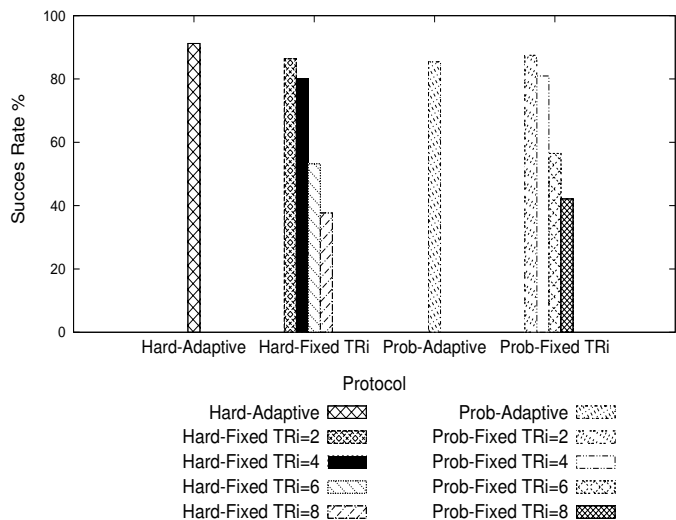 100
80
60
40
20
0
Succes Rate %
Hard-Adaptive Hard-Fixed TRi Prob-Adaptive Prob-Fixed TRi
Protocol
Hard-Adaptive Prob-Adaptive
Hard-Fixed TRi=2 Prob-Fixed TRi=2
Hard-Fixed TRi=4 Prob-Fixed TRi=4
Hard-Fixed TRi=6 Prob-Fixed TRi=6
Hard-Fixed TRi=8 Prob-Fixed TRi=8